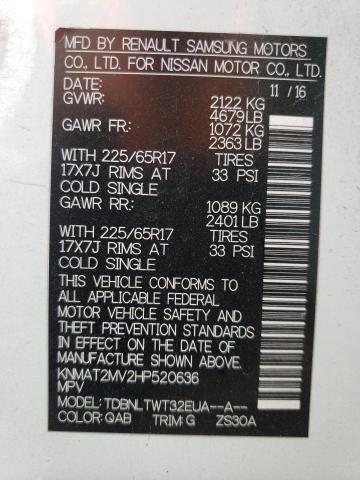 MFD BY RENAULT SAMSUNG MOTORS
CO., LTD. FOR NISSAN MOTOR CO., LTD.
DATE: 11 / 16
GVWR: 2122 KG
4679LB
GAWR FR: 1072 KG
2363 LB
WITH 225/65R17 TIRES
17X7J RIMS AT 33 PSI
COLD SINGLE
GAWR RR: 1089 KG
2401 LB
WITH 225/65R17 TIRES
17X7J RIMS AT 33 PSI
COLD SINGLE
THIS VEHICLE CONFORMS TO
ALL APPLICABLE FEDERAL
MOTOR VEHICLE SAFETY AND
THEFT PREVENTION STANDARDS
IN EFFECT ON THE DATE OF
MANUFACTURE SHOWN ABOVE.
KNMAT2MV2HP520636
MPV
MODEL: TDBNLTWT32EUA--A--
COLOR: QAB TRIM: G ZS30A